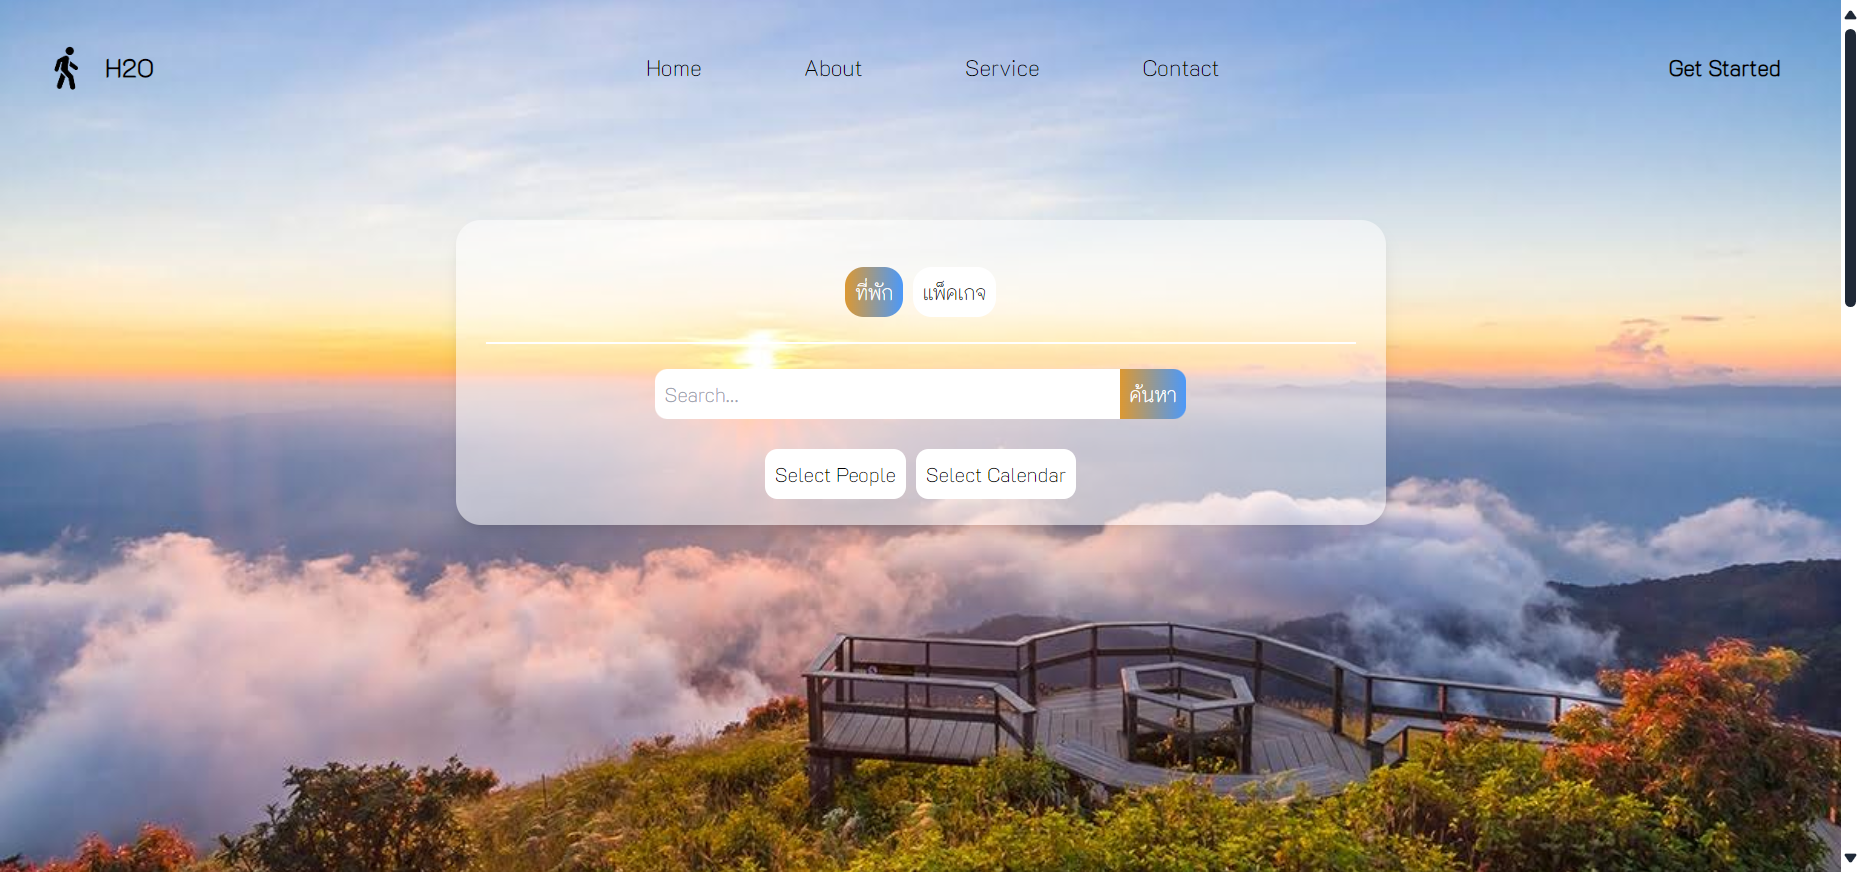 H2O
Home
About
Service
Contact
Get Started
ที่พัก
แพ็คเกจ
Search...
ค้นหา
Select People
Select Calendar